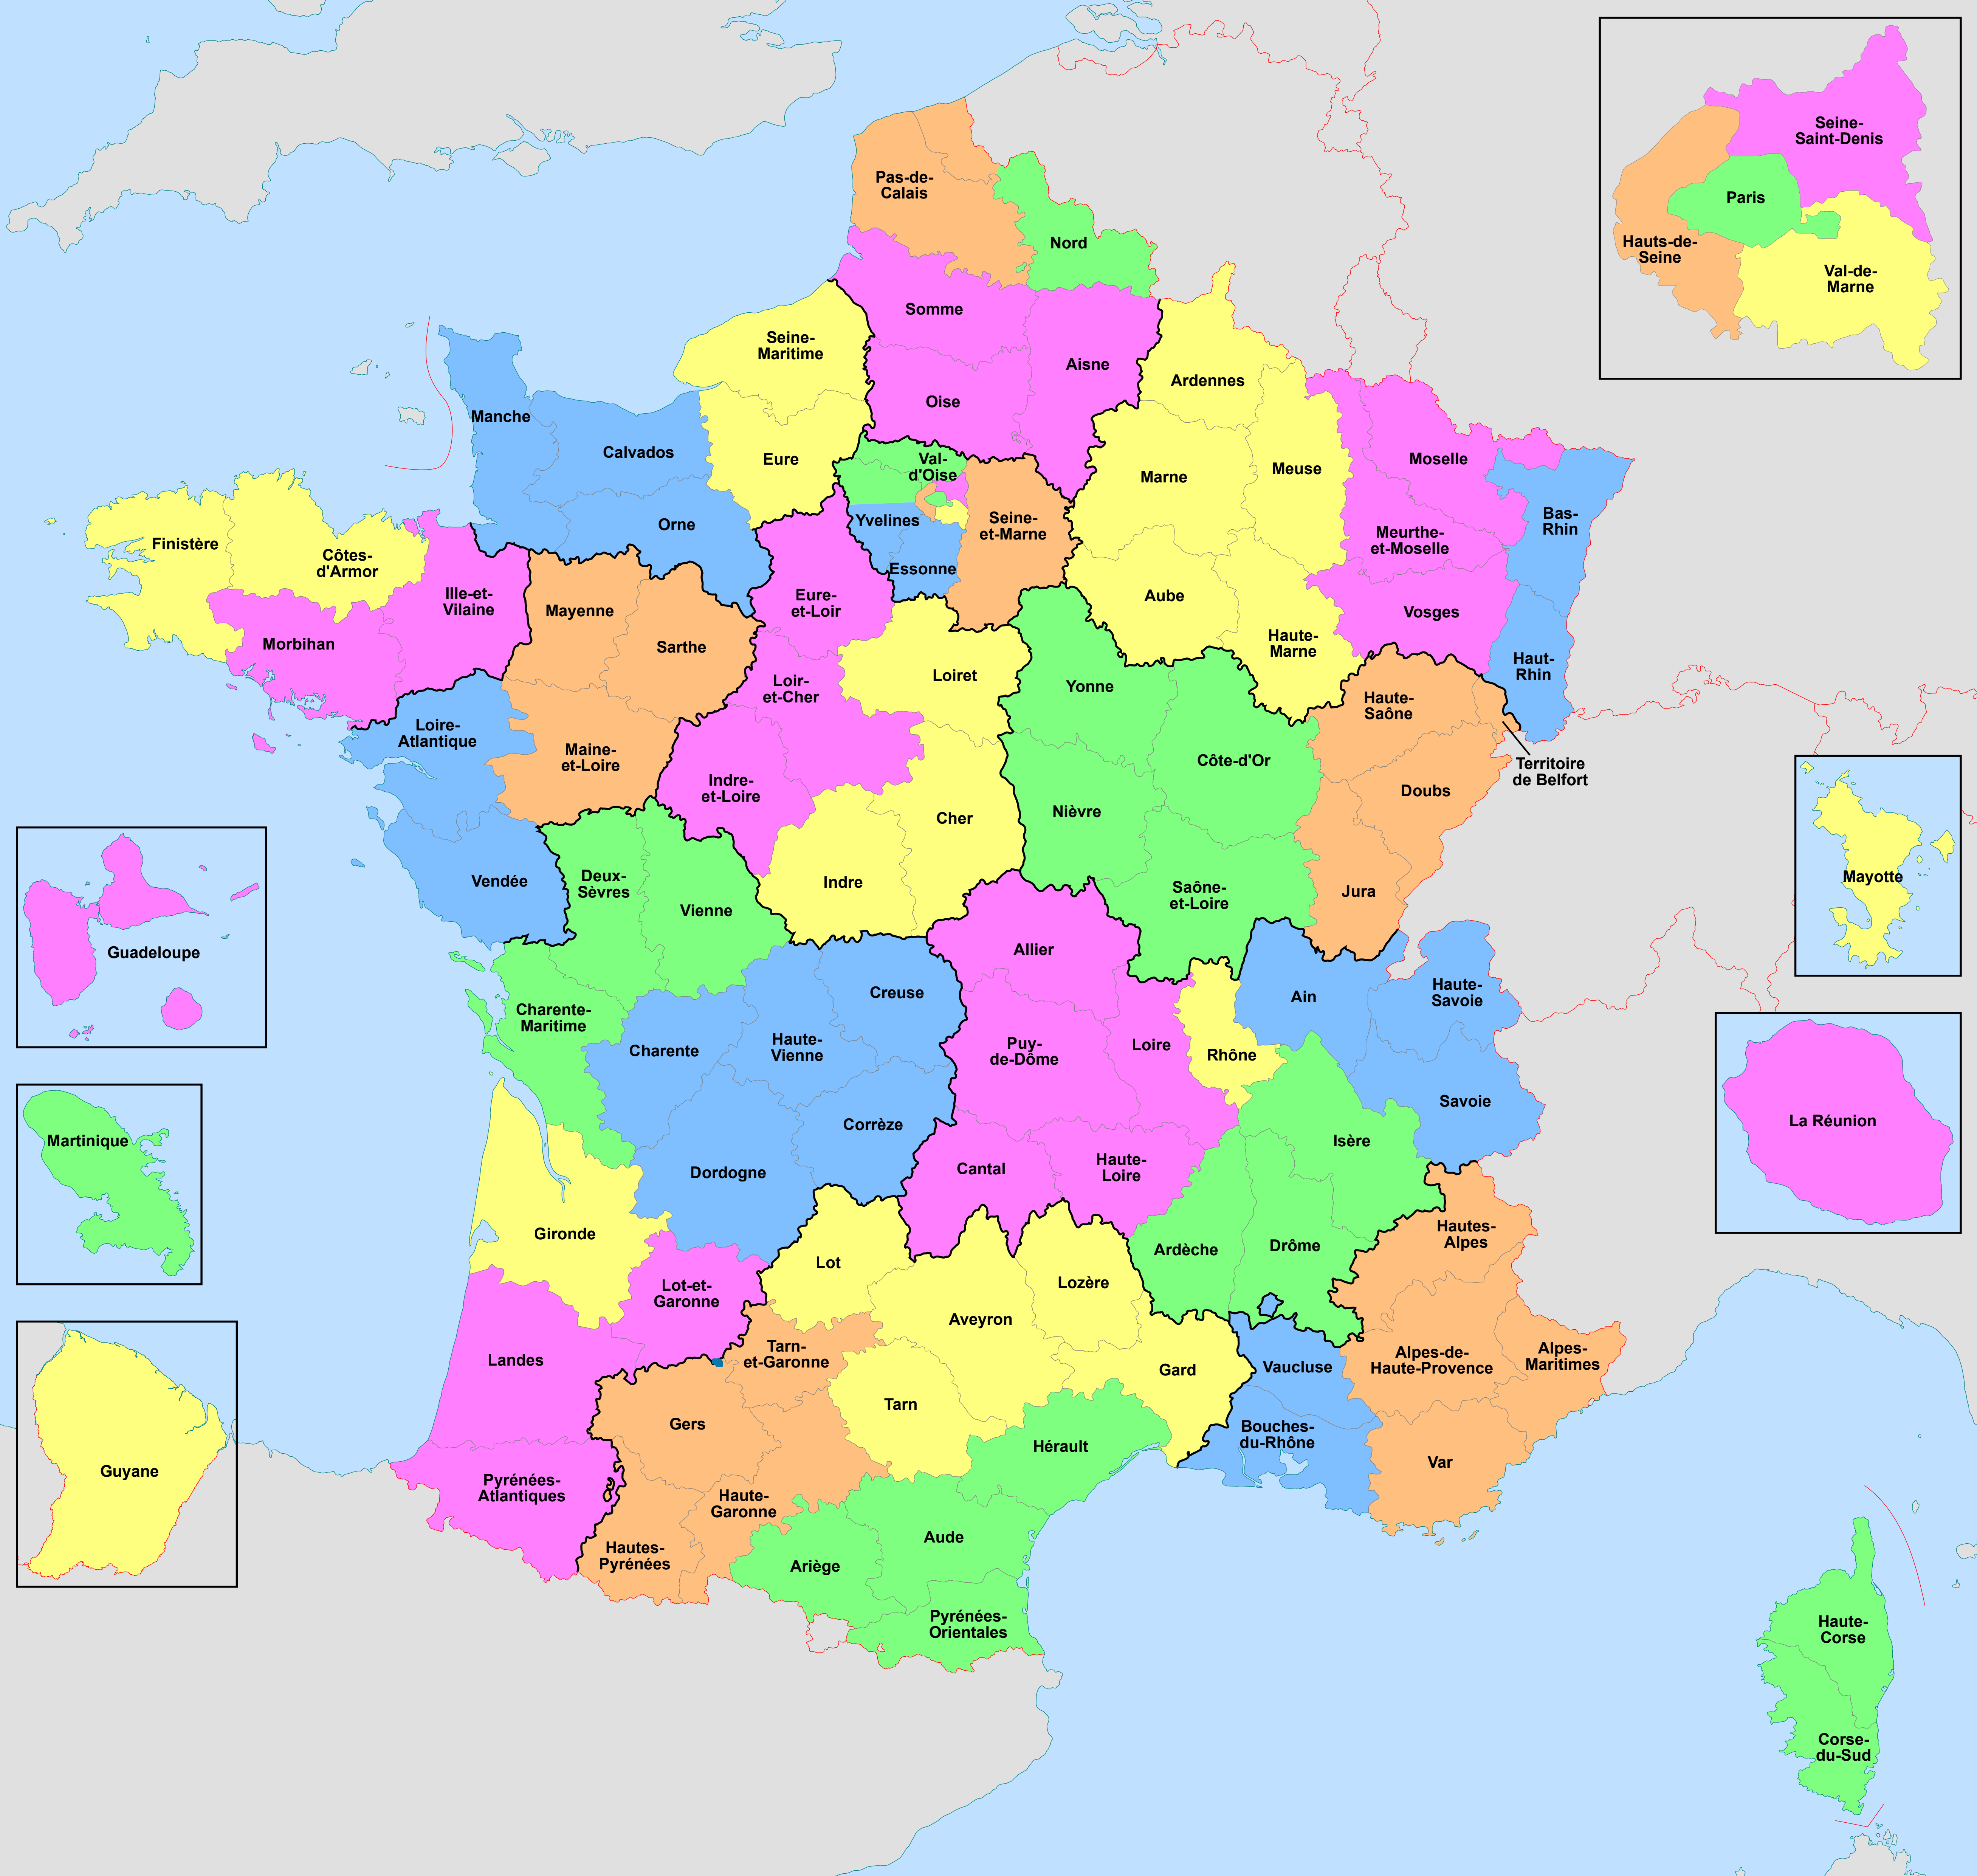 Pas-de-
Calais
Nord
Somme
Seine-
Maritime
Oise
Aisne
Ardennes
Seine-
Saint-Denis
Paris
Hauts-de-
Seine
Val-de-
Marne
Manche
Calvados
Eure
Val-
d'Oise
Marne
Meuse
Moselle
Orne
Yvelines
Seine-
et-Marne
Essonne
Meurthe-
et-Moselle
Bas-
Rhin
Finistère
Côtes-
d'Armor
Ille-et-
Vilaine
Morbihan
Mayenne
Sarthe
Eure-
et-Loir
Aube
Haute-
Marne
Vosges
Haut-
Rhin
Loiret
Loir-
et-Cher
Yonne
Haute-
Saône
Territoire
de Belfort
Loire-
Atlantique
Maine-
et-Loire
Indre-
et-Loire
Cher
Nièvre
Côte-d'Or
Doubs
Vendée
Deux-
Sèvres
Vienne
Indre
Saône-
et-Loire
Jura
Mayotte
Guadeloupe
Allier
Charente-
Maritime
Charente
Haute-
Vienne
Creuse
Puy-
de-Dôme
Loire
Rhône
Ain
Haute-
Savoie
Savoie
Martinique
Dordogne
Corrèze
Cantal
Haute-
Loire
Isère
La Réunion
Gironde
Lot-et-
Garonne
Lot
Aveyron
Lozère
Ardèche
Drôme
Hautes-
Alpes
Landes
Tarn-
et-Garonne
Gard
Vaucluse
Alpes-de-
Haute-Provence
Alpes-
Maritimes
Guyane
Gers
Tarn
Hérault
Bouches-
du-Rhône
Var
Pyrénées-
Atlantiques
Haute-
Garonne
Hautes-
Pyrénées
Ariège
Aude
Pyrénées-
Orientales
Haute-
Corse
Corse-
du-Sud